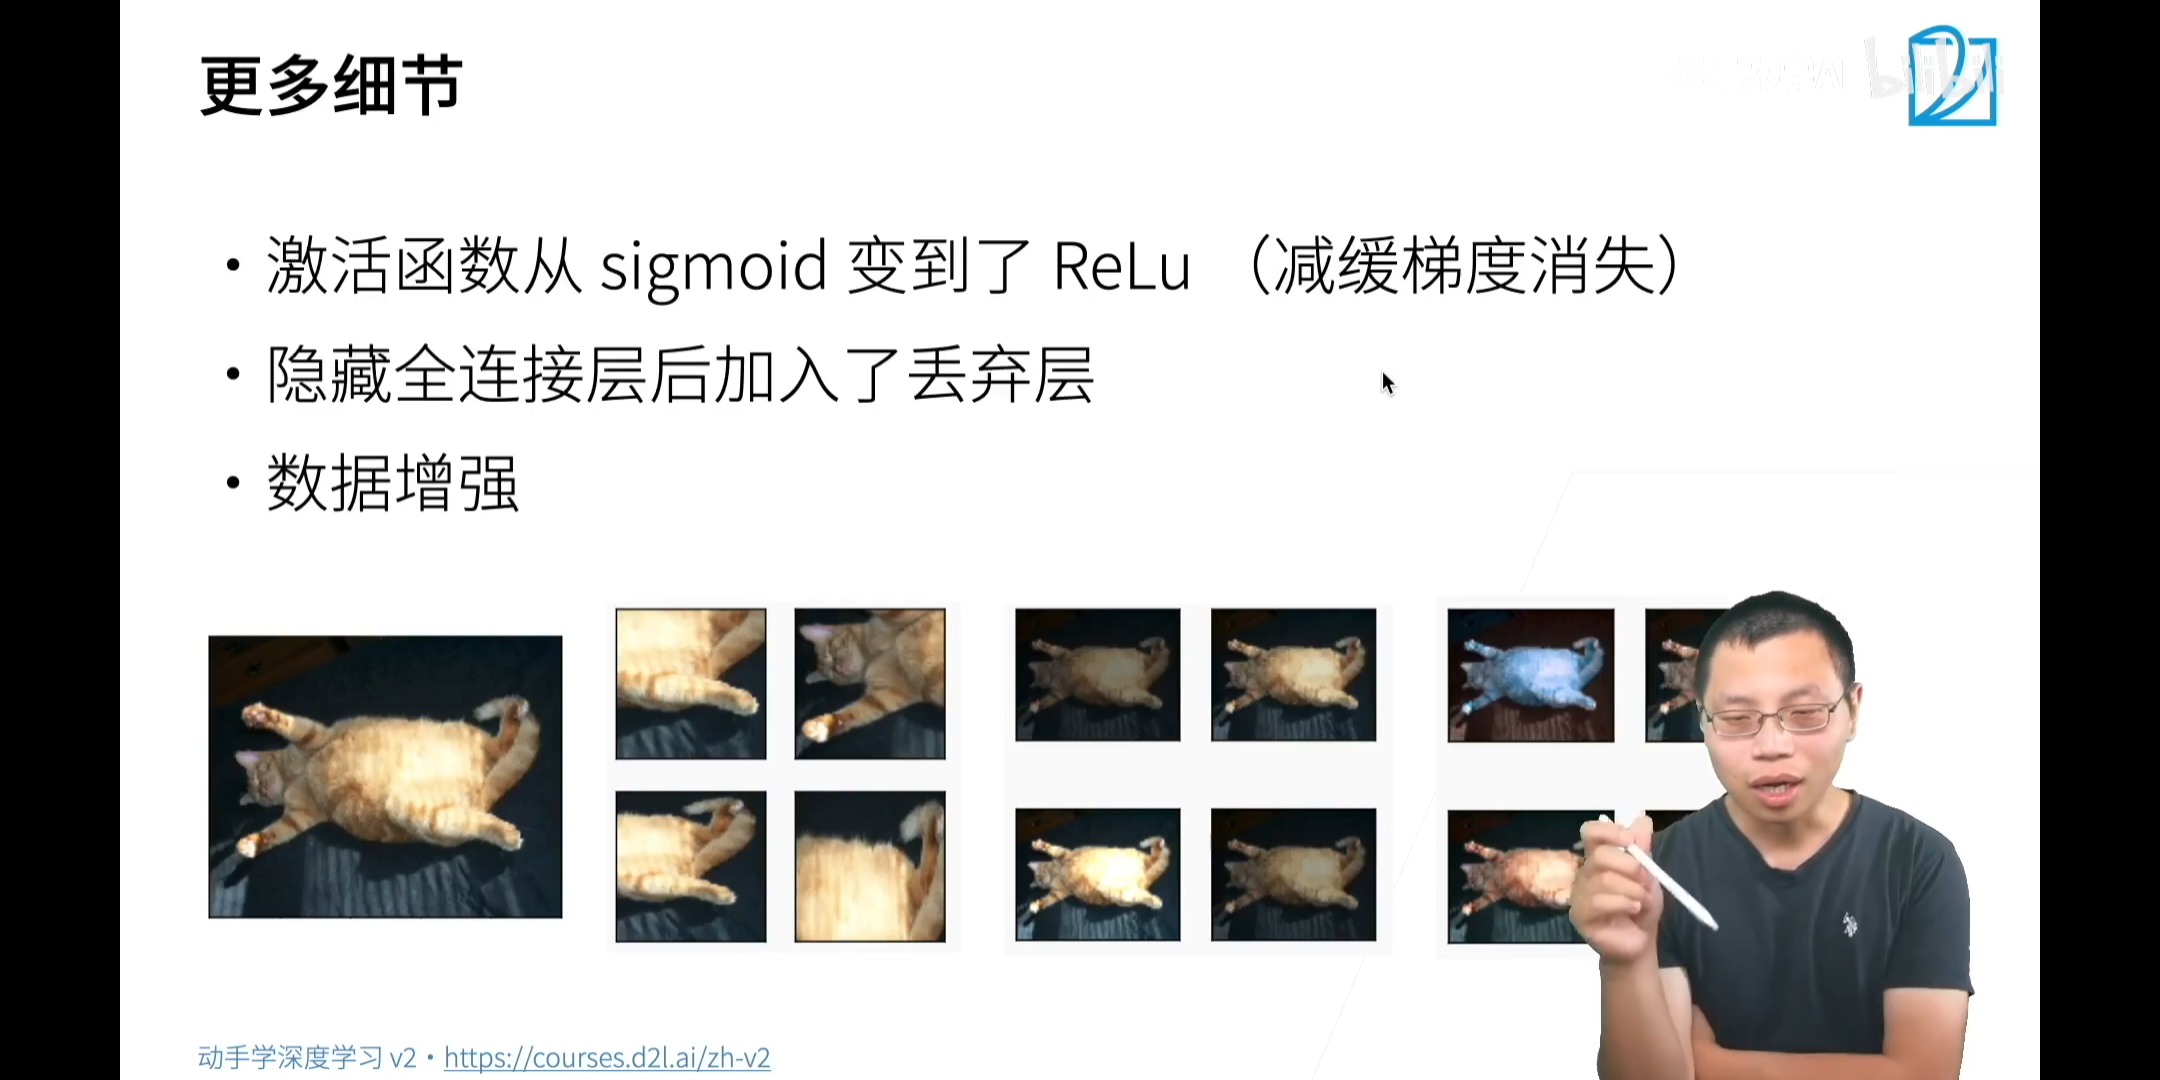 更多细节
bilibili
• 激活函数从 sigmoid 变到了 ReLu （减缓梯度消失）
• 隐藏全连接层后加入了丢弃层
• 数据增强
动手学深度学习 v2 • https://courses.d2l.ai/zh-v2